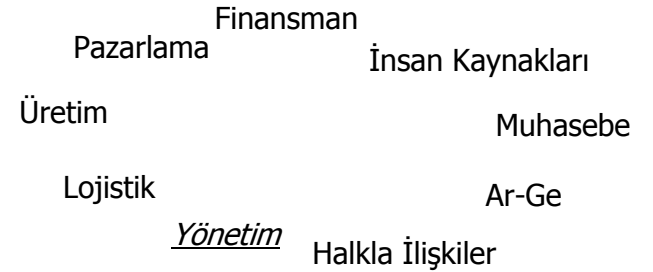 Finansman
Pazarlama
İnsan Kaynakları
Üretim
Muhasebe
Lojistik
Ar-Ge
Yönetim
Halkla İlişkiler